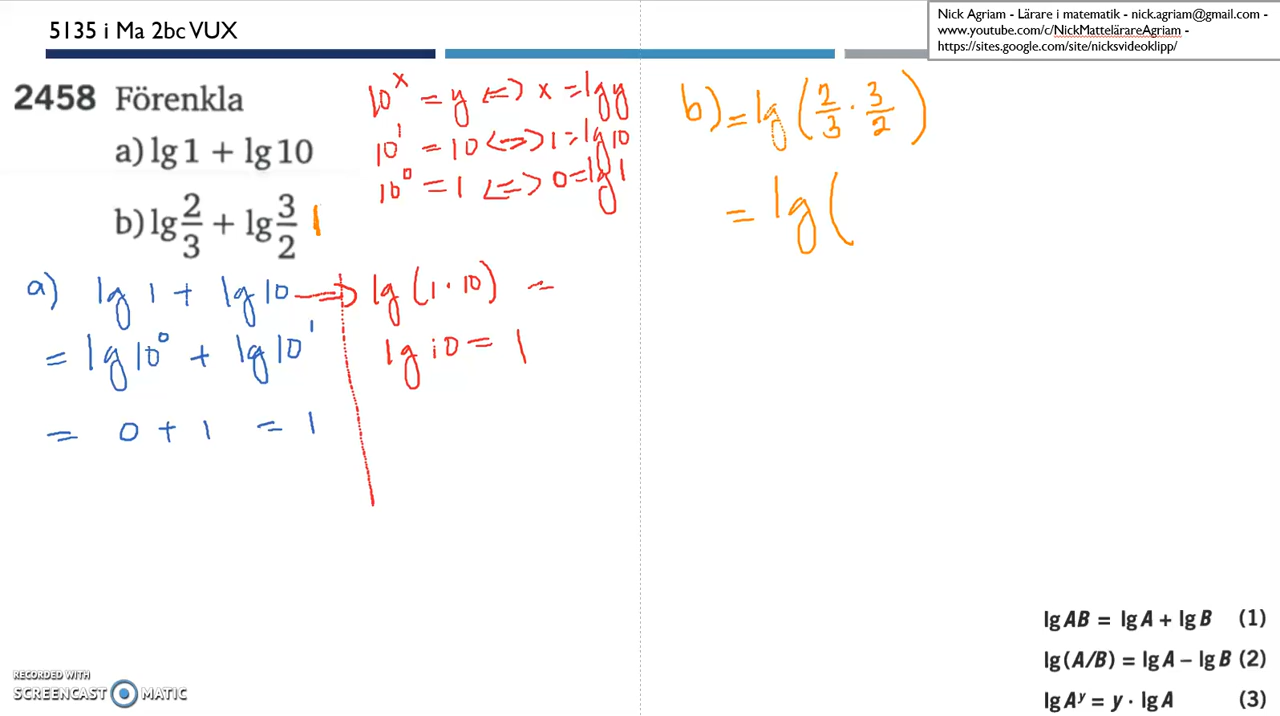 5135 i Ma 2bc VUX
Nick Agriam - Lärare i matematik - nick.agriam@gmail.com -
www.youtube.com/c/NickMattelärareAgriam -
https://sites.google.com/site/nicksvideoklipp/
2458 Förenkla
a) lg 1 + lg 10
b) lg 2/3 + lg 3/2
10^x = y <=> x = lg y
10^1 = 10 <=> 1 = lg 10
10^0 = 1 <=> 0 = lg 1
a) lg 1 + lg 10 => lg (1 · 10) =
= lg 10^0 + lg 10^1
lg 10 = 1
= 0 + 1 = 1
b) = lg (2/3 · 3/2)
= lg (
lg AB = lg A + lg B (1)
lg(A/B) = lg A – lg B (2)
lg A^y = y · lg A (3)
RECORDED WITH
SCREENCAST MATIC